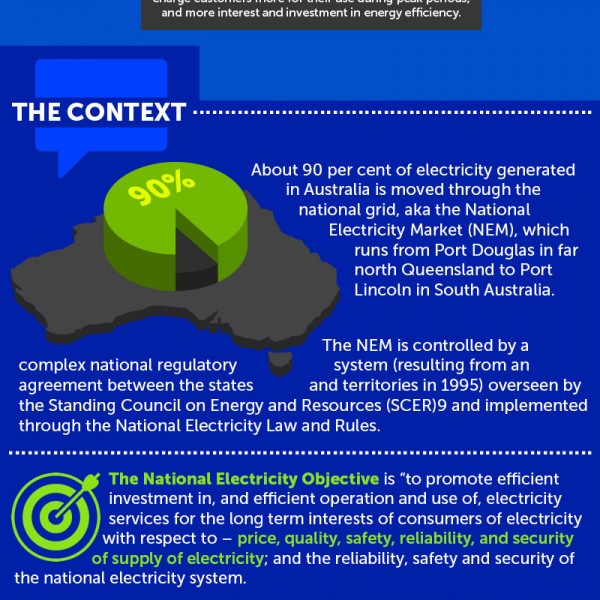 charge customers more for their use during peak periods,
and more interest and investment in energy efficiency.
THE CONTEXT
90%
About 90 per cent of electricity generated
in Australia is moved through the
national grid, aka the National
Electricity Market (NEM), which
runs from Port Douglas in far
north Queensland to Port
Lincoln in South Australia.
The NEM is controlled by a
complex national regulatory system (resulting from an
agreement between the states and territories in 1995) overseen by
the Standing Council on Energy and Resources (SCER)9 and implemented
through the National Electricity Law and Rules.
The National Electricity Objective is “to promote efficient
investment in, and efficient operation and use of, electricity
services for the long term interests of consumers of electricity
with respect to – price, quality, safety, reliability, and security
of supply of electricity; and the reliability, safety and security of
the national electricity system.